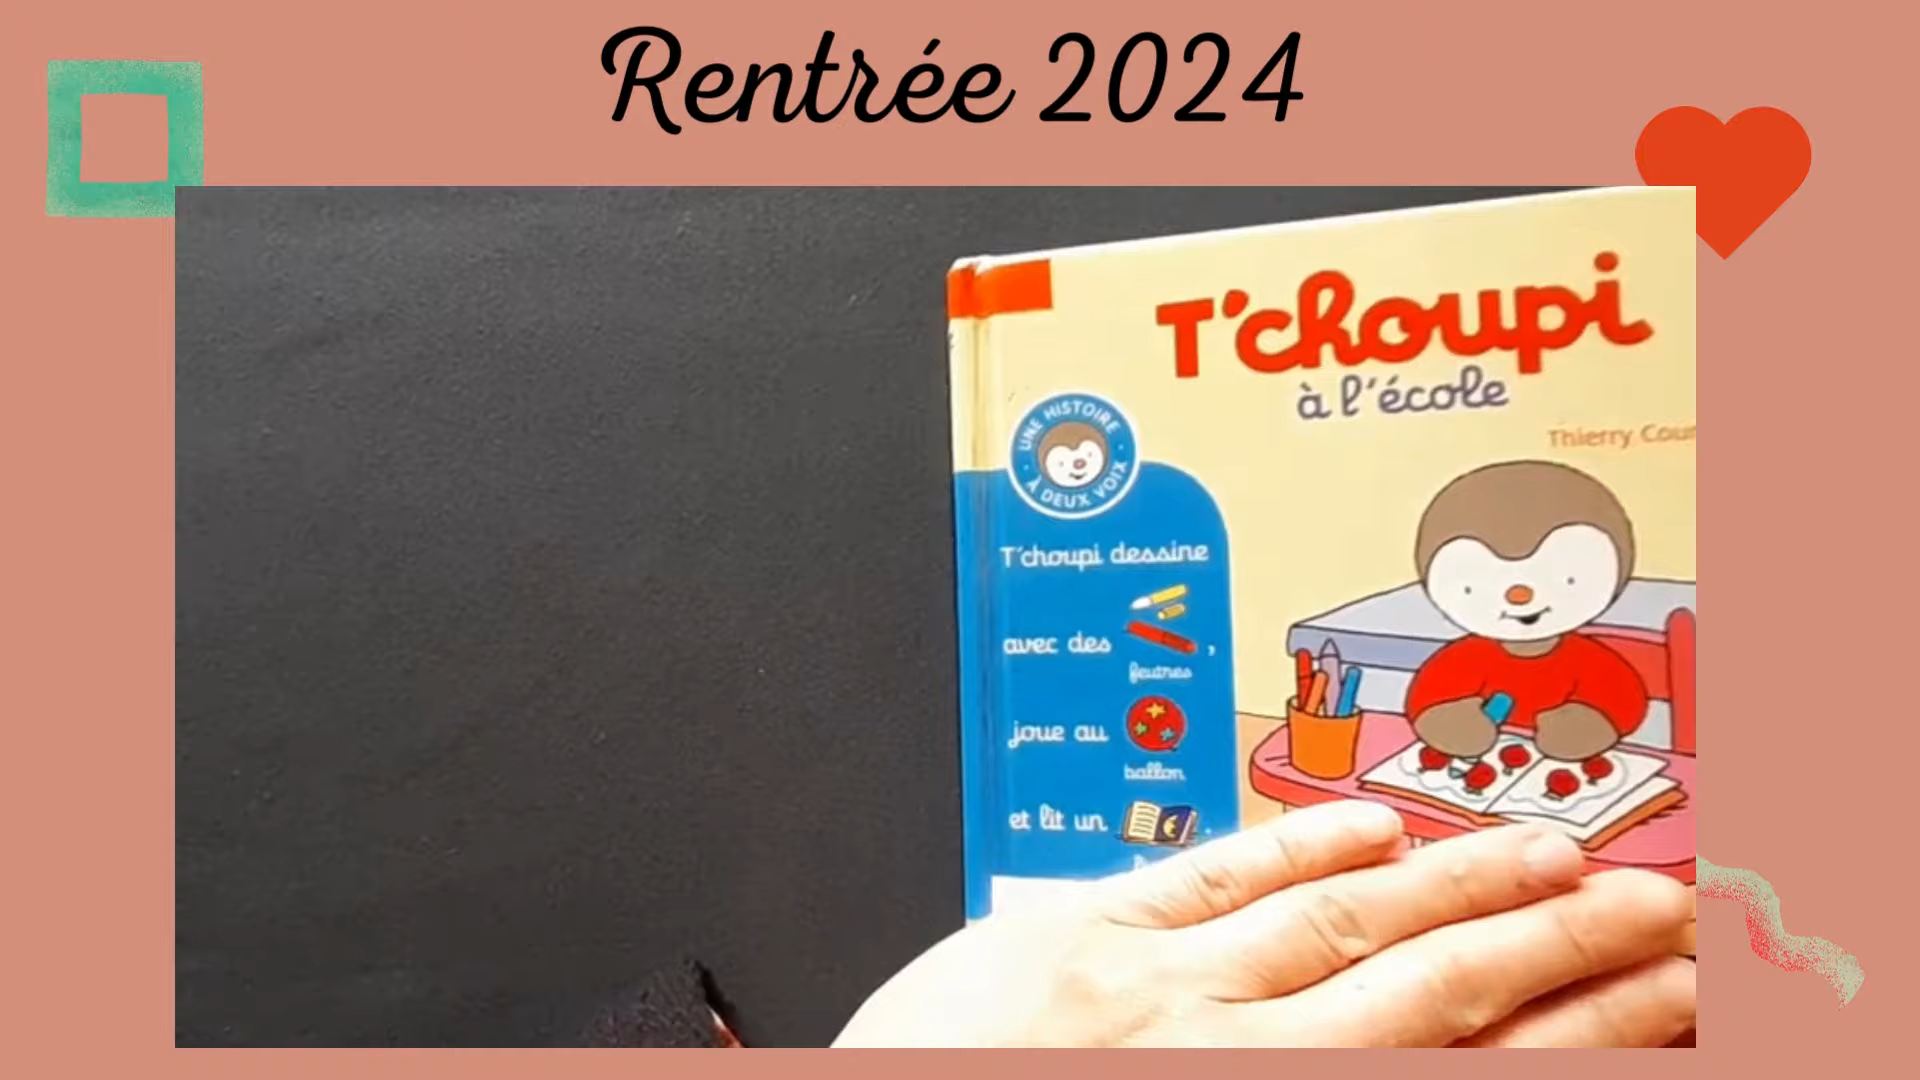 Rentrée 2024
T'choupi
à l'école
Thierry
UNE HISTOIRE
À DEUX VOIX
T'choupi dessine
avec des ,
feutres
joue au
ballon
et lit un .